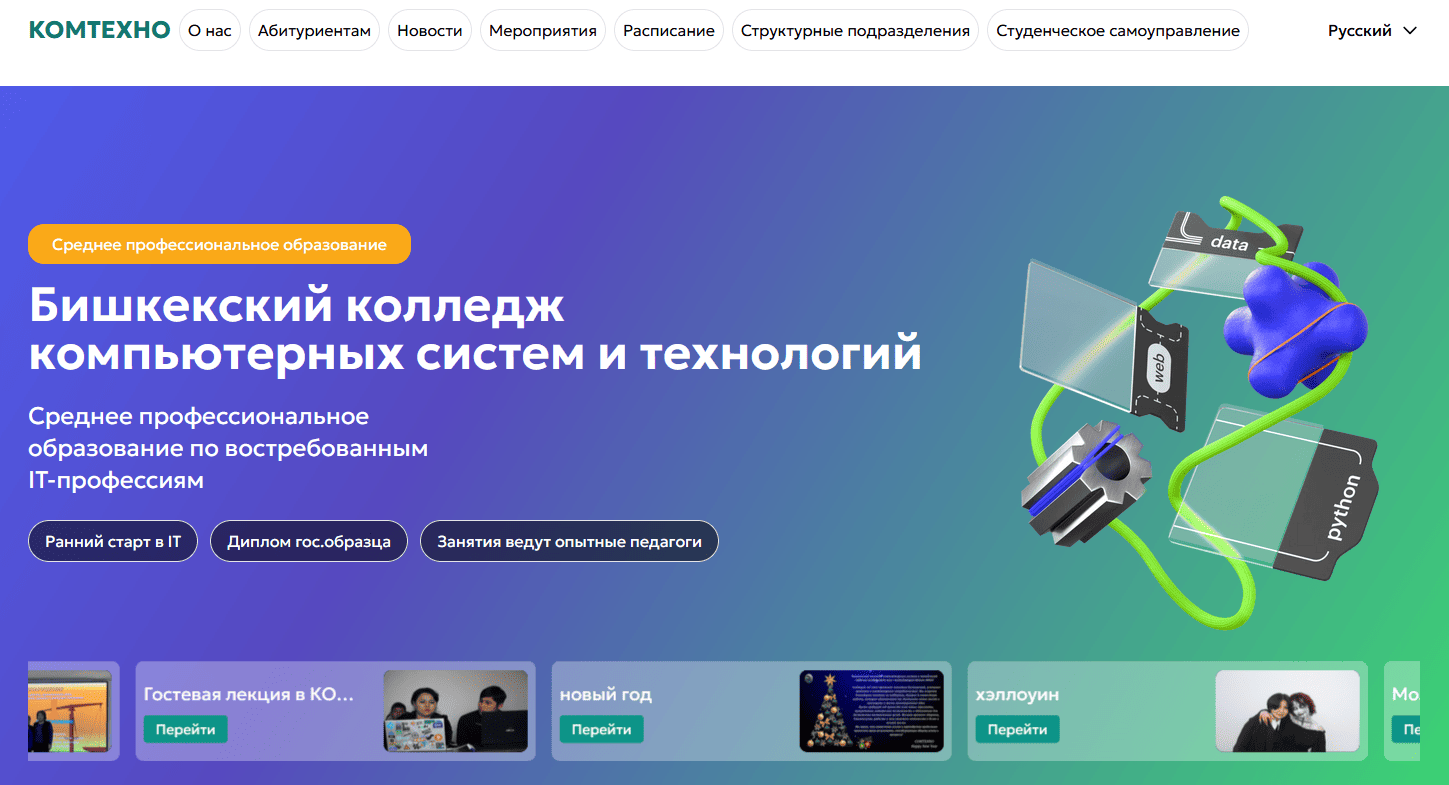 КОМТЕХНО
О нас
Абитуриентам
Новости
Мероприятия
Расписание
Структурные подразделения
Студенческое самоуправление
Русский
Среднее профессиональное образование
Бишкекский колледж
компьютерных систем и технологий
Среднее профессиональное
образование по востребованным
IT-профессиям
Ранний старт в IT
Диплом гос.образца
Занятия ведут опытные педагоги
data
web
python
Гостевая лекция в КО...
Перейти
новый год
Перейти
хэллоуин
Перейти